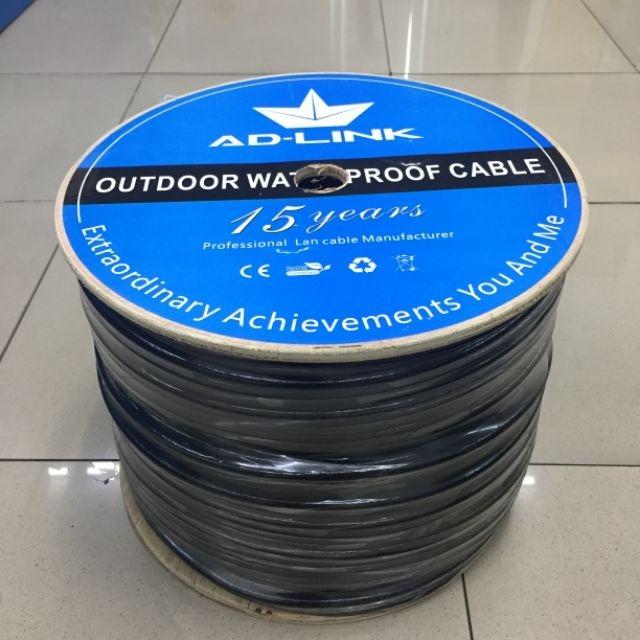 AD-LINK
OUTDOOR WAT PROOF CABLE
15 years
Professional Lan cable Manufacturer
CE
Extraordinary Achievements You And Me